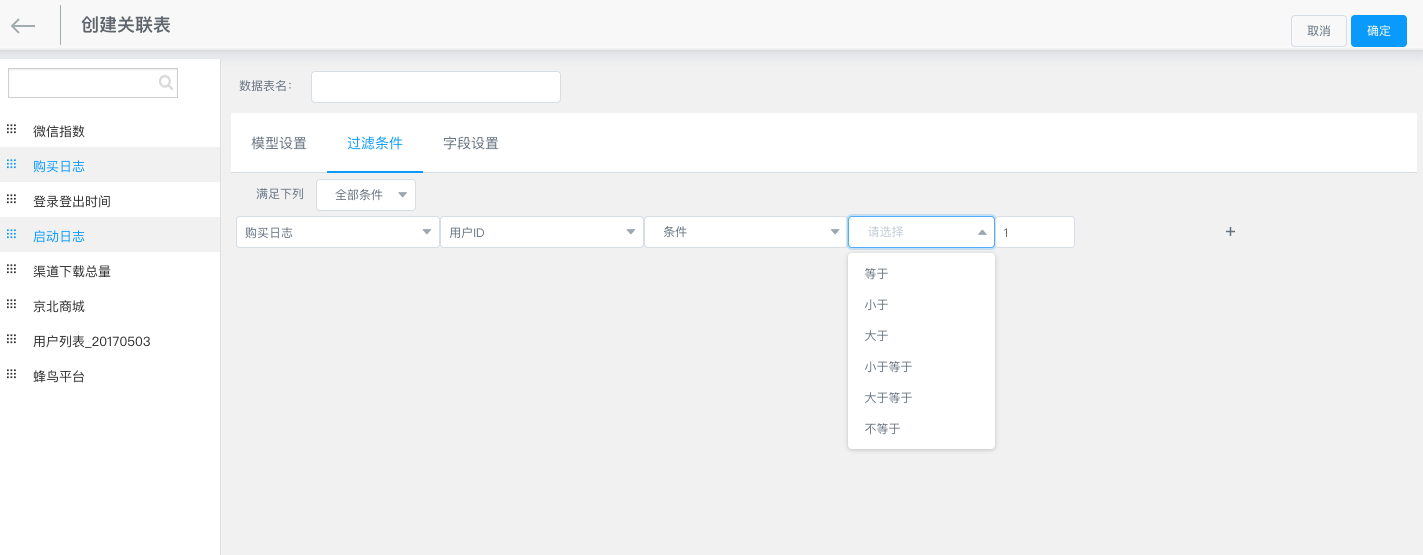 创建关联表
取消 确定
微信指数
购买日志
登录登出时间
启动日志
渠道下载总量
京北商城
用户列表_20170503
蜂鸟平台
数据表名：
模型设置 过滤条件 字段设置
满足下列 全部条件
购买日志 用户ID 条件 请选择 1 +
等于
小于
大于
小于等于
大于等于
不等于